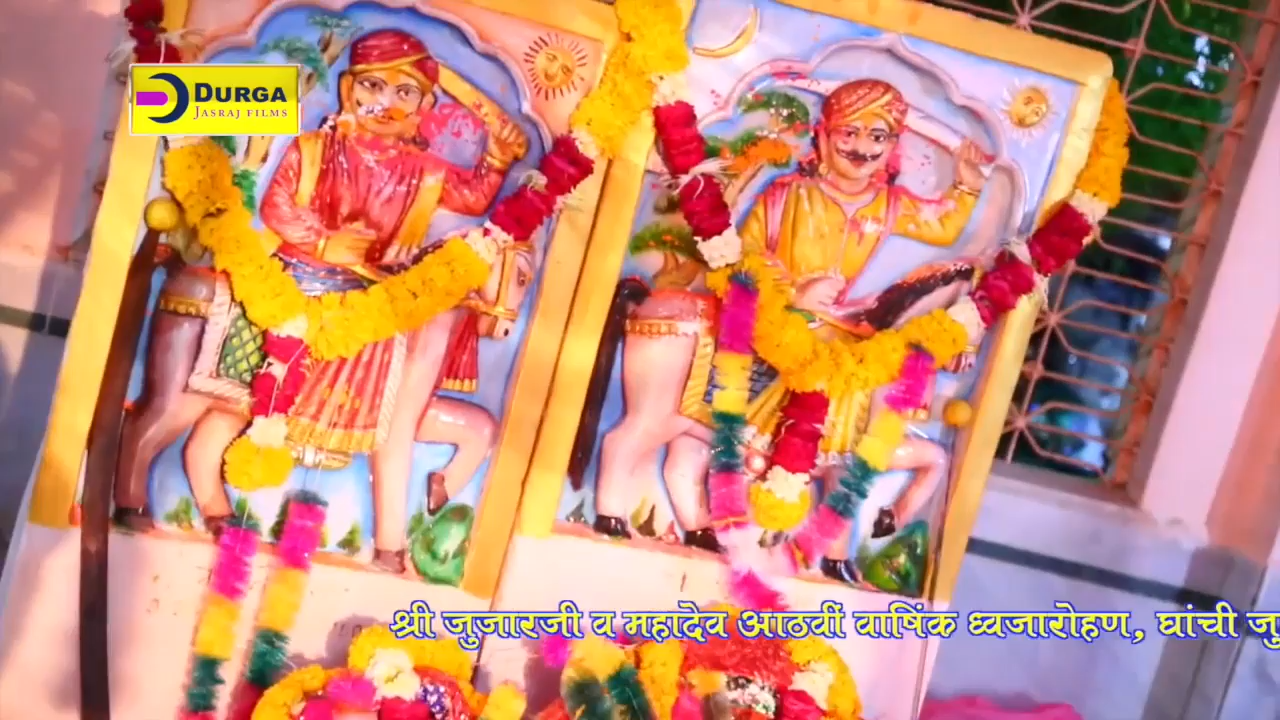 DURGA
JASRAJ FILMS
श्री जुजारजी व महादेव आठवीं वार्षिक ध्वजारोहण, घांची